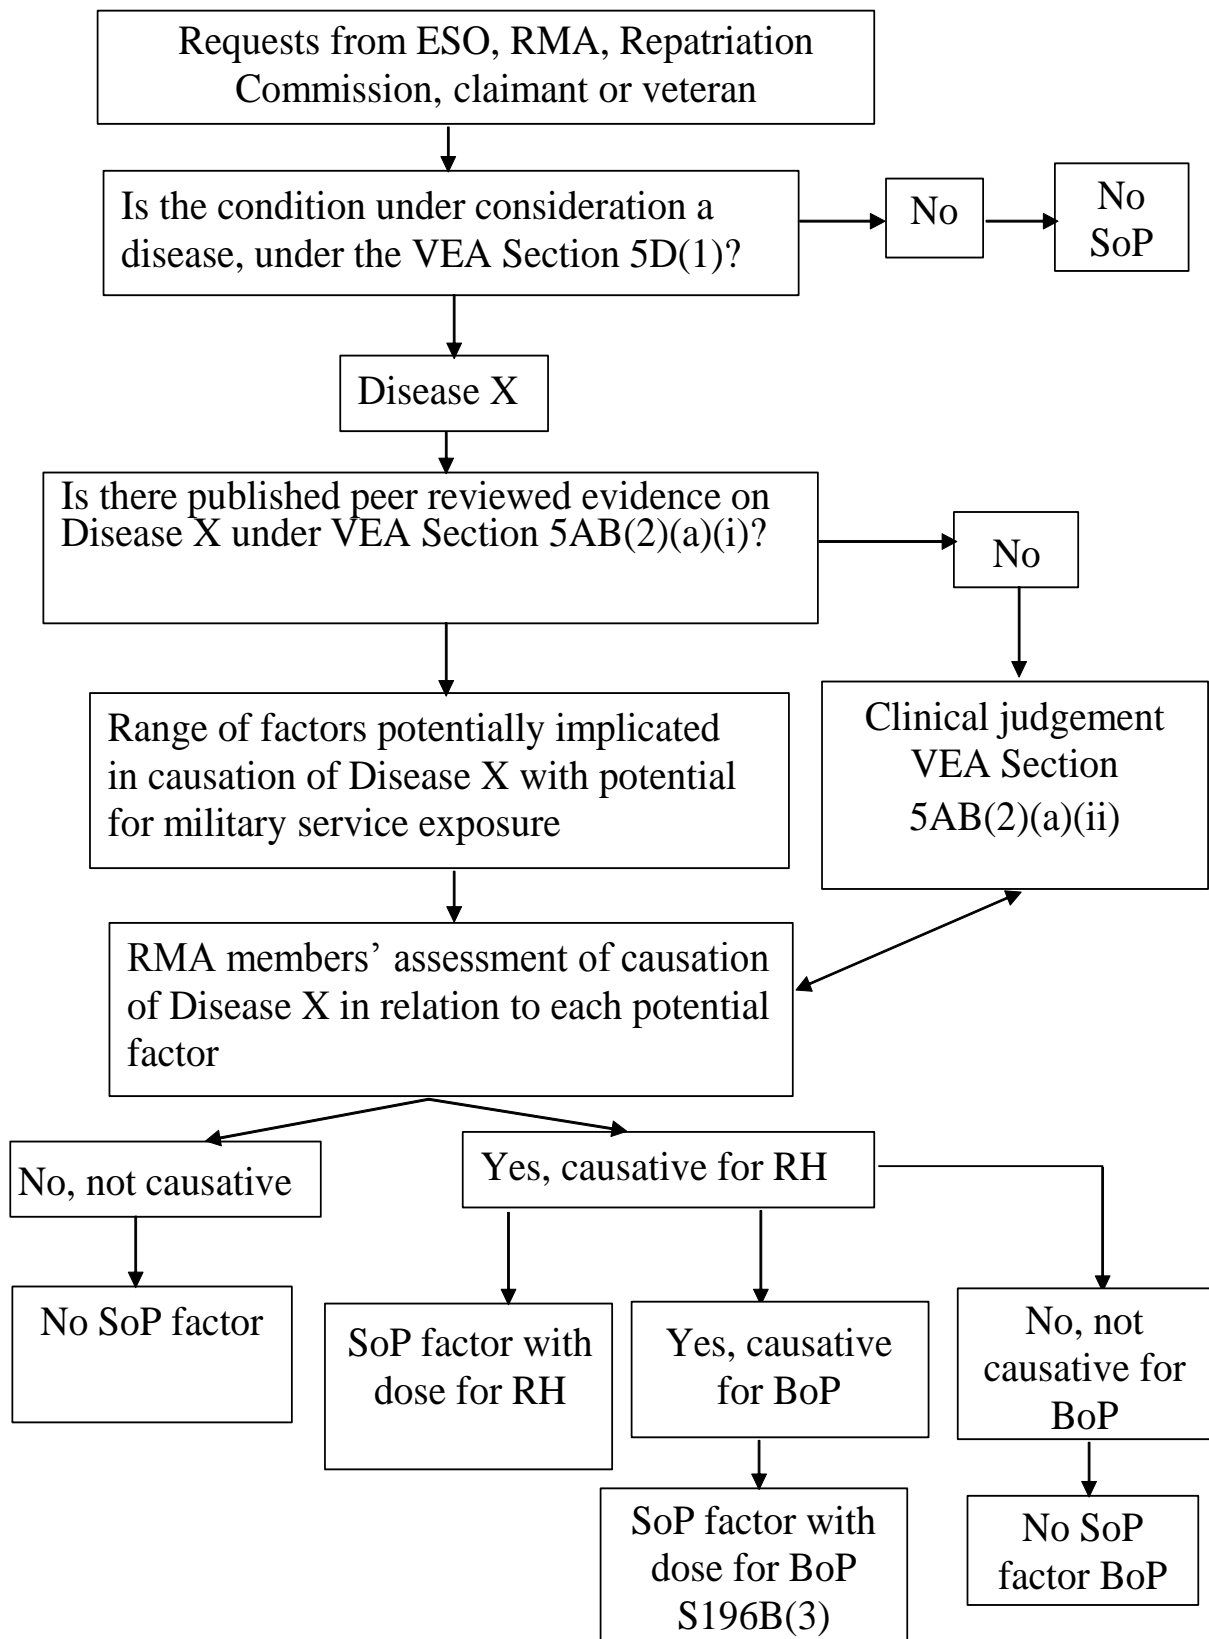 Requests from ESO, RMA, Repatriation
Commission, claimant or veteran
Is the condition under consideration a
disease, under the VEA Section 5D(1)?
No
No
SoP
Disease X
Is there published peer reviewed evidence on
Disease X under VEA Section 5AB(2)(a)(i)?
No
Range of factors potentially implicated
in causation of Disease X with potential
for military service exposure
Clinical judgement
VEA Section
5AB(2)(a)(ii)
RMA members’ assessment of causation
of Disease X in relation to each potential
factor
No, not causative
Yes, causative for RH
No SoP factor
SoP factor with
dose for RH
Yes, causative
for BoP
No, not
causative for
BoP
SoP factor with
dose for BoP
S196B(3)
No SoP
factor BoP